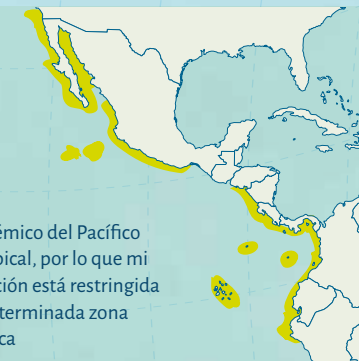 émico del Pacífico
pical, por lo que mi
ción está restringida
terminada zona
ca